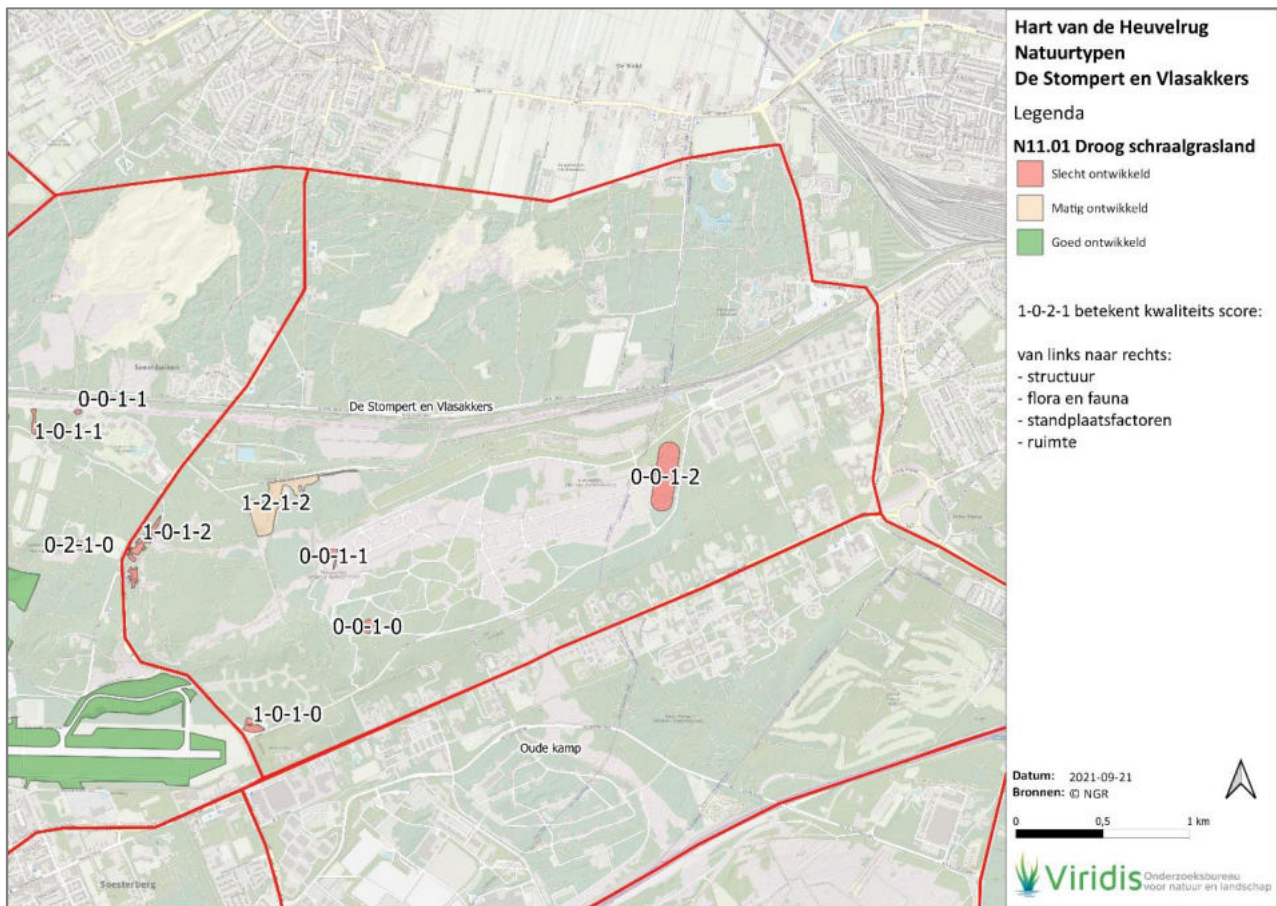 Hart van de Heuvelrug
Natuurtypen
De Stompert en Vlasakkers
Legenda
N11.01 Droog schraalgrasland
Slecht ontwikkeld
Matig ontwikkeld
Goed ontwikkeld
1-0-2-1 betekent kwaliteits score:
van links naar rechts:
- structuur
- flora en fauna
- standplaatsfactoren
- ruimte
0-0-1-1
1-0-1-1
De Stompert en Vlasakkers
0-0-1-2
1-2-1-2
1-0-1-2
0-2-1-0
0-0-1-1
0-0-1-0
1-0-1-0
Oude kamp
Soesterberg
Datum: 2021-09-21
Bronnen: © NGR
0 0,5 1 km
Viridis Onderzoeksbureau
voor natuur en landschap